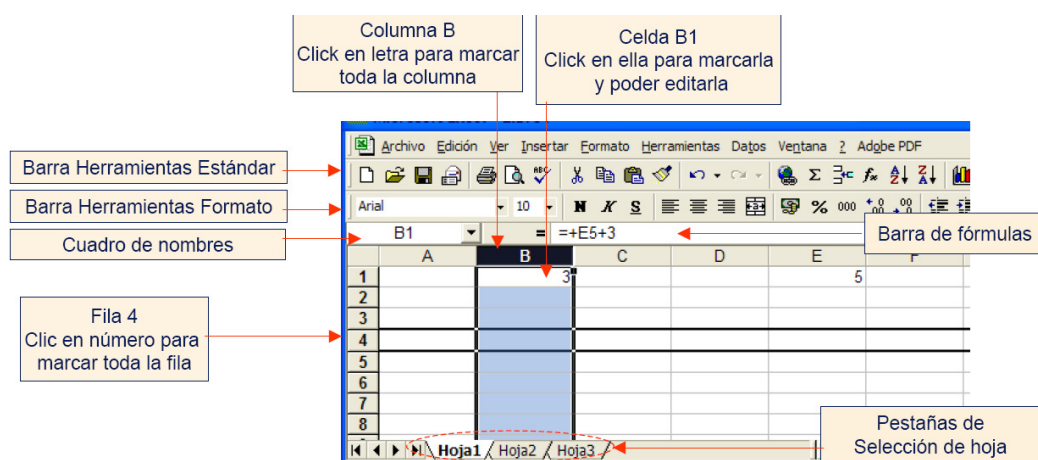 Columna B
Click en letra para marcar
toda la columna
Celda B1
Click en ella para marcarla
y poder editarla
Archivo Edición Ver Insertar Formato Herramientas Datos Ventana ? Adobe PDF
Barra Herramientas Estándar
Barra Herramientas Formato
Arial 10 N K S % 000
Cuadro de nombres
B1 = =+E5+3
Barra de fórmulas
A B C D E F
1 3 5
2
3
Fila 4
Clic en número para
marcar toda la fila
4
5
6
7
8
Pestañas de
Selección de hoja
Hoja1 Hoja2 Hoja3